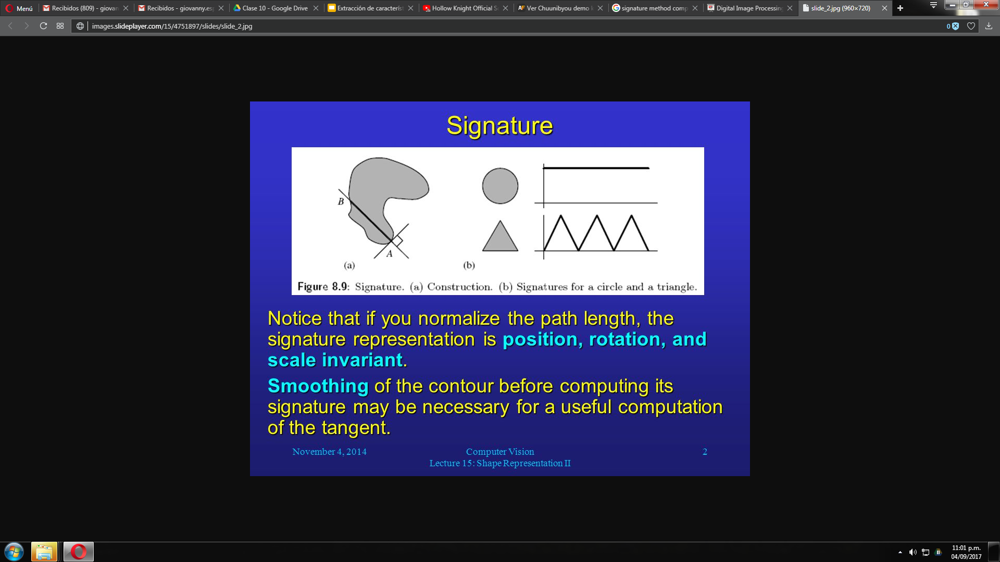 Menú
Recibidos (809) - giovan
Recibidos - giovanny.es
Clase 10 - Google Drive
Extracción de característ
Hollow Knight Official S
Ver Chuunibyou demo
signature method comp
Digital Image Processing
slide_2.jpg (960×720)
images.slideplayer.com/15/4751897/slides/slide_2.jpg
0
Signature
B
A
(a)
(b)
Figure 8.9: Signature. (a) Construction. (b) Signatures for a circle and a triangle.
Notice that if you normalize the path length, the
signature representation is position, rotation, and
scale invariant.
Smoothing of the contour before computing its
signature may be necessary for a useful computation
of the tangent.
November 4, 2014
Computer Vision
Lecture 15: Shape Representation II
2
11:01 p.m.
04/09/2017